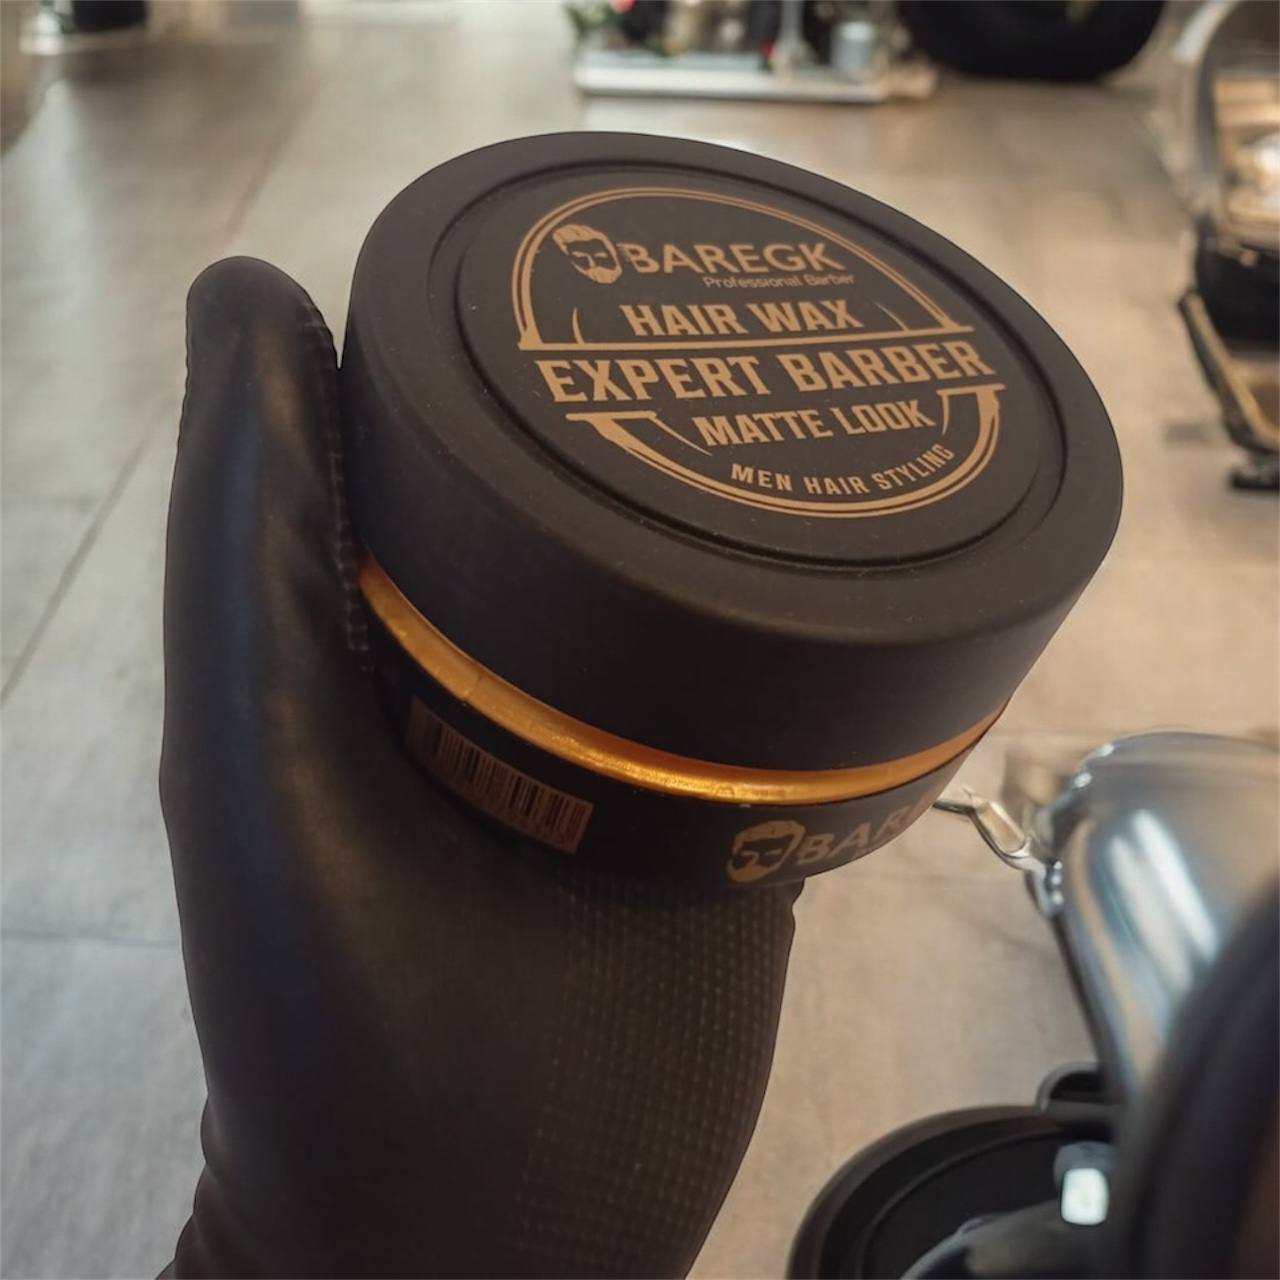 BAREGK
Professional Barber
HAIR WAX
EXPERT BARBER
MATTE LOOK
MEN HAIR STYLING